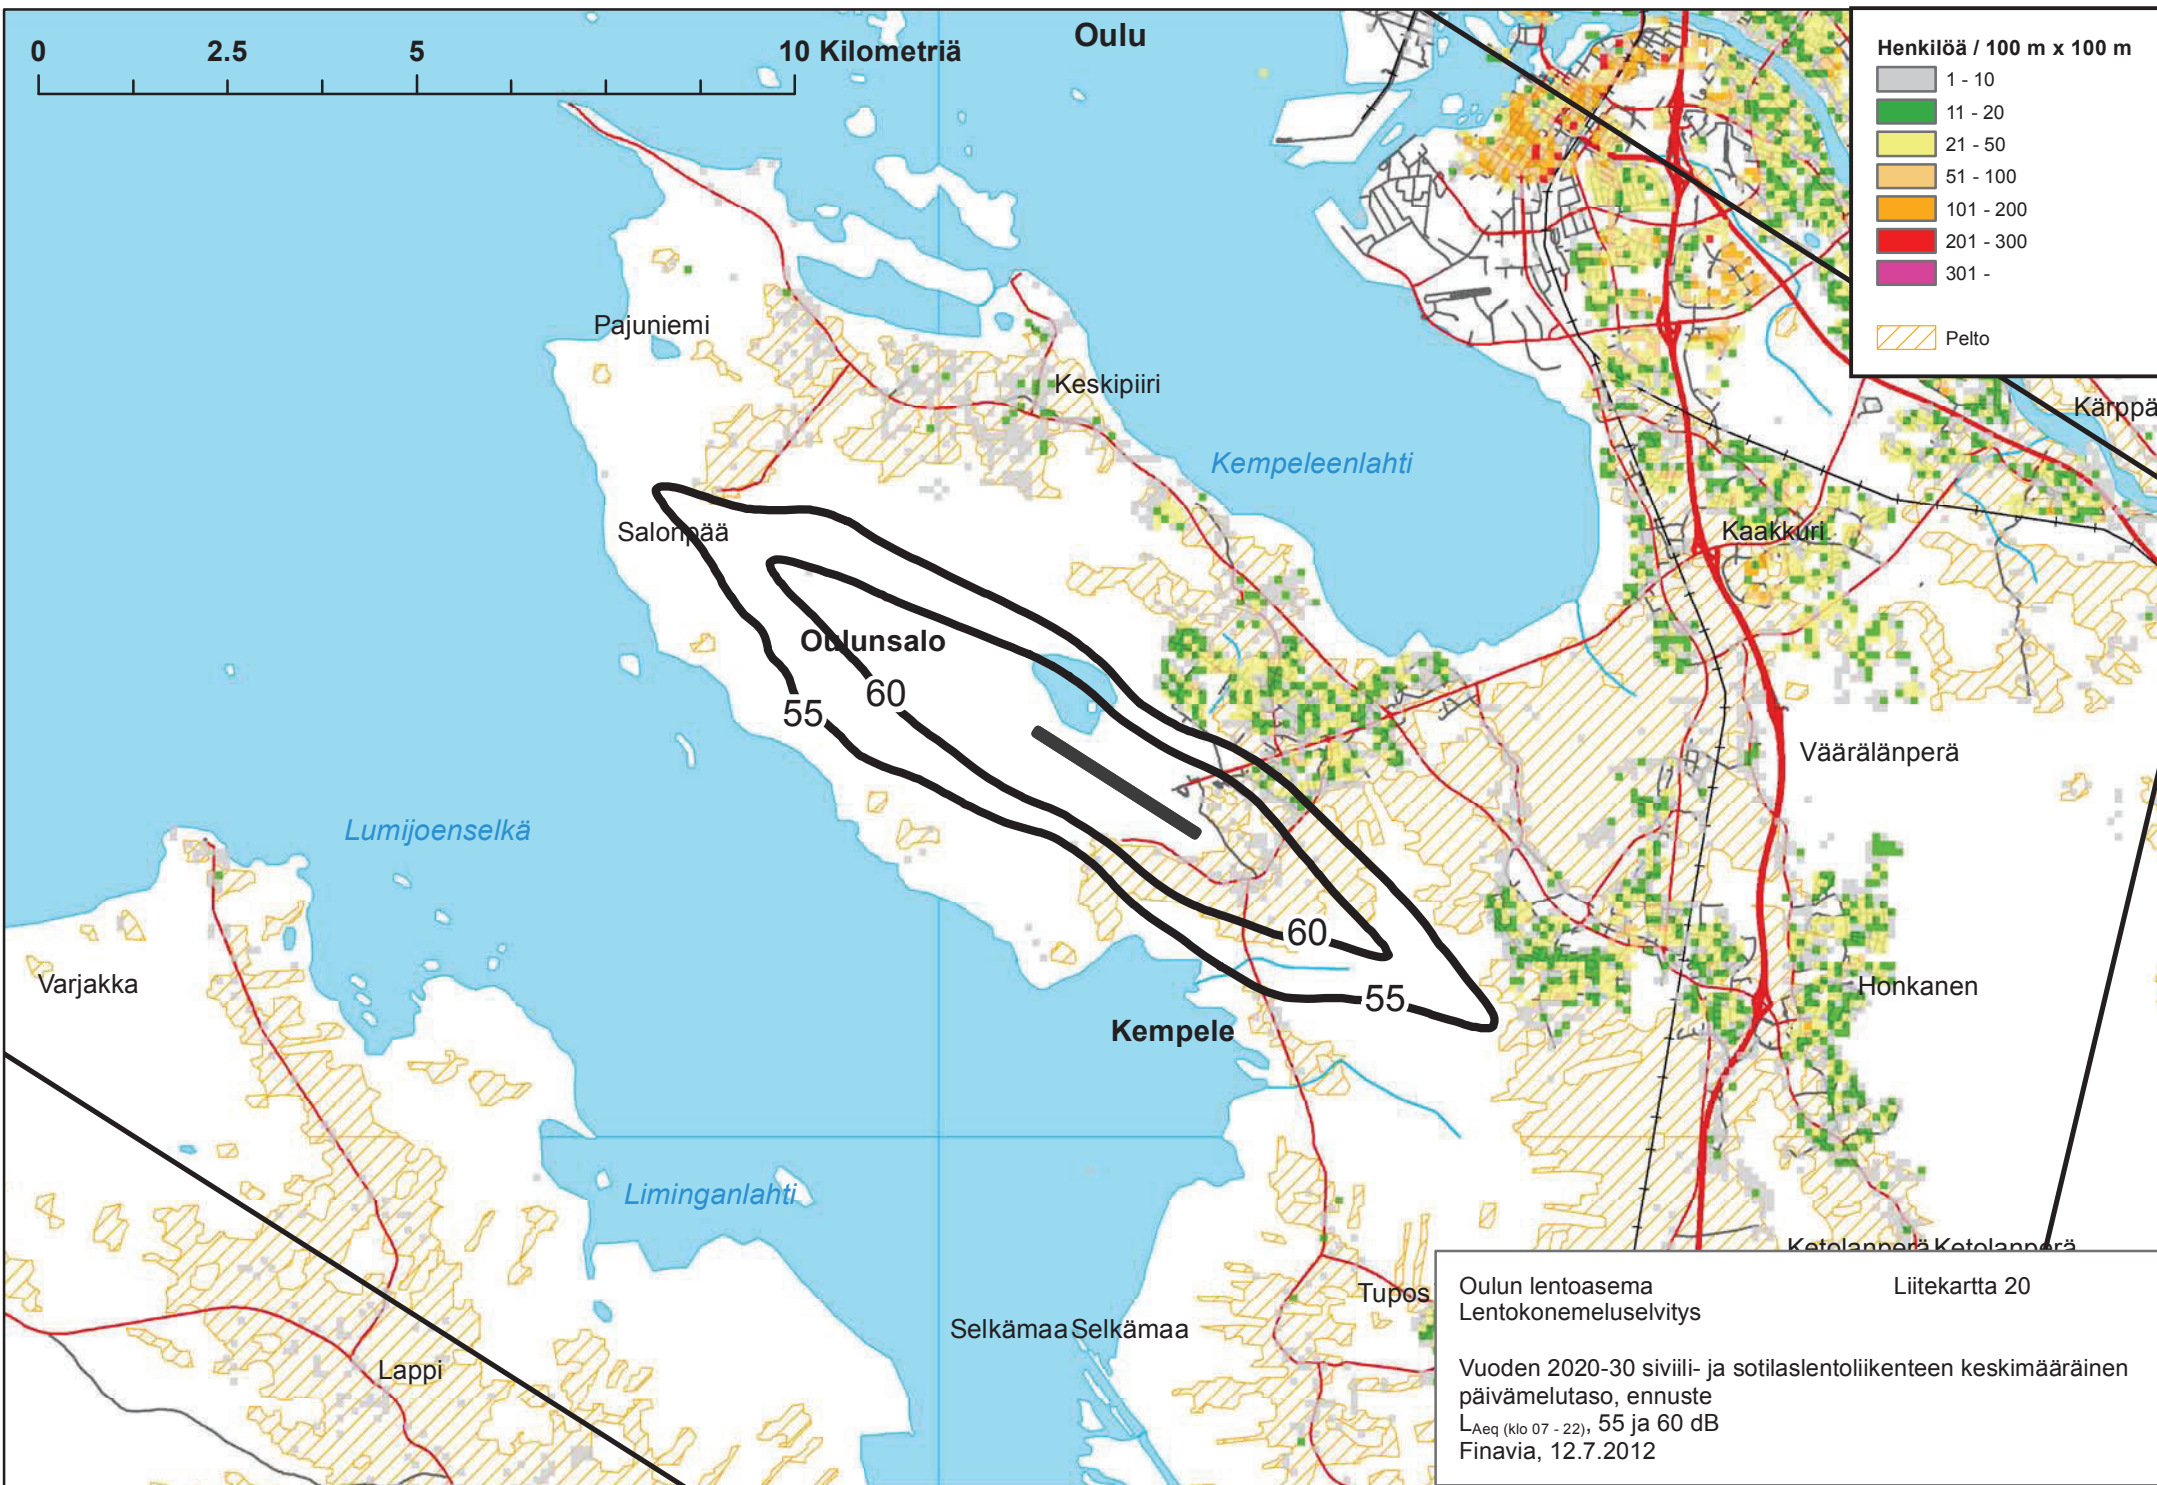 0 2.5 5 10 Kilometriä
Oulu
Henkilöä / 100 m x 100 m
1 - 10
11 - 20
21 - 50
51 - 100
101 - 200
201 - 300
301 -
Pelto
Pajuniemi
Keskipiiri
Kärppä
Kempeleenlahti
Salonpää
Kaakkuri
Oulunsalo
60
55
Väärälänperä
Lumijoenselkä
60
Varjakka
Honkanen
55
Kempele
Liminganlahti
Ketolanperä Ketolanperä
Tupos
Selkämaa Selkämaa
Lappi
Oulun lentoasema Liitekartta 20
Lentokonemeluselvitys
Vuoden 2020-30 siviili- ja sotilaslentoliikenteen keskimääräinen
päivämelutaso, ennuste
LAeq (klo 07 - 22), 55 ja 60 dB
Finavia, 12.7.2012